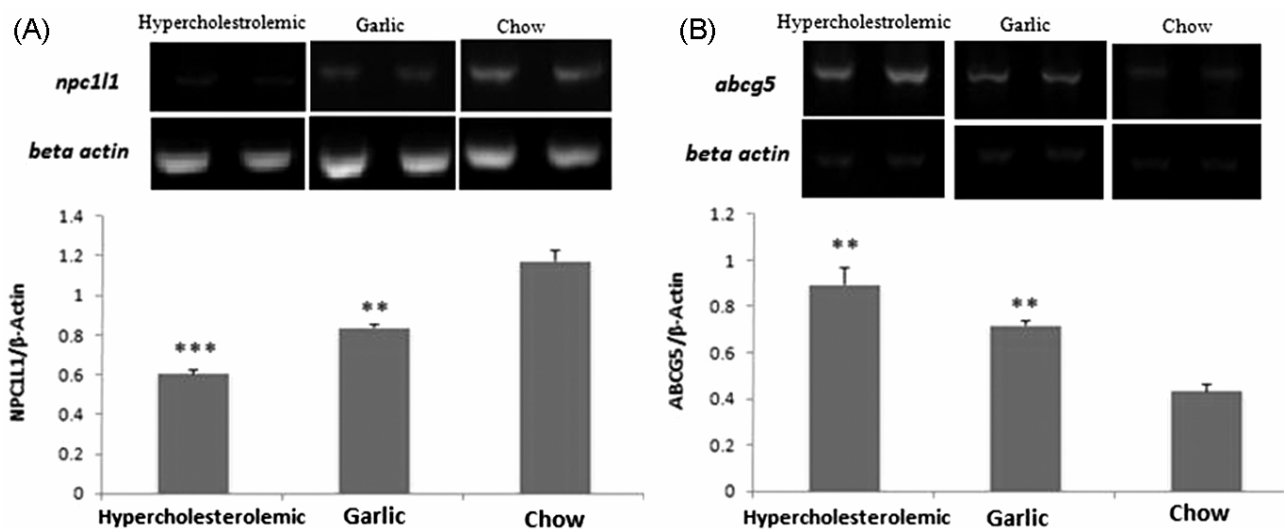 (A)
Hypercholestrolemic Garlic Chow
npc1l1
beta actin
1.4
1.2
1
0.8
0.6
0.4
0.2
0
NPC1L1/β-Actin
***
**
Hypercholesterolemic Garlic Chow
(B)
Hypercholestrolemic Garlic Chow
abcg5
beta actin
1.2
1
0.8
0.6
0.4
0.2
0
ABCG5/β-Actin
**
**
Hypercholesterolemic Garlic Chow